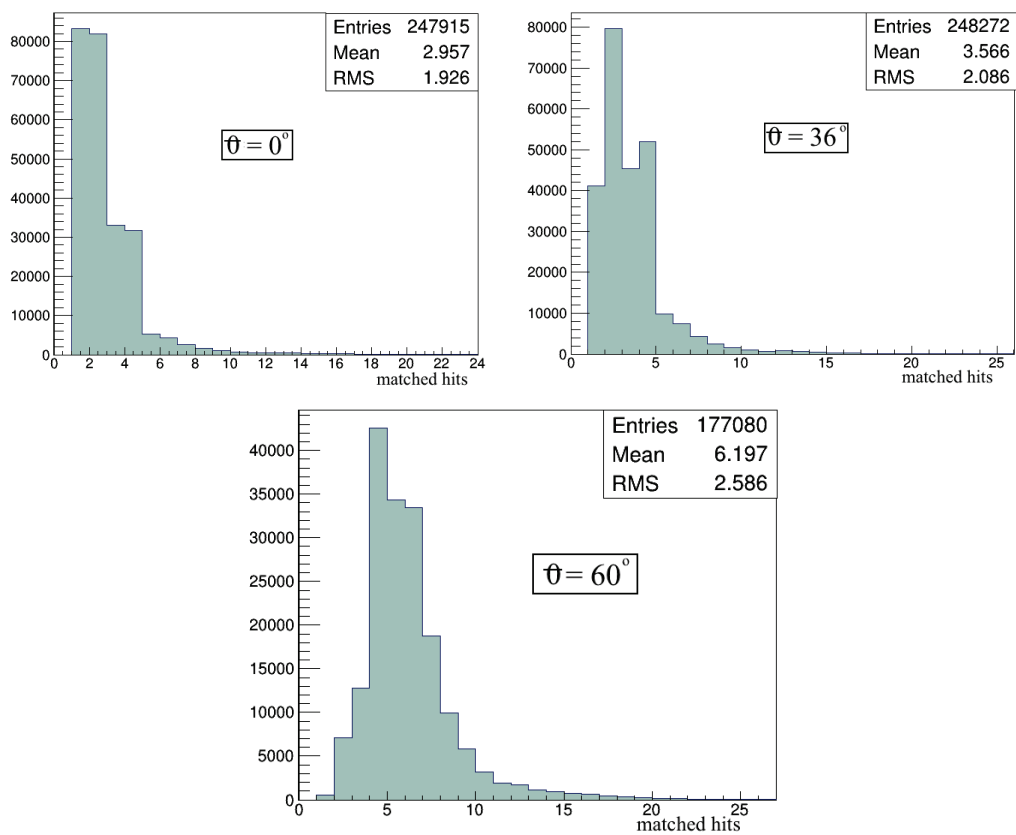 Entries 247915
Mean 2.957
RMS 1.926
θ = 0°
80000
70000
60000
50000
40000
30000
20000
10000
0
0 2 4 6 8 10 12 14 16 18 20 22 24
matched hits
Entries 248272
Mean 3.566
RMS 2.086
θ = 36°
80000
70000
60000
50000
40000
30000
20000
10000
0
0 5 10 15 20 25
matched hits
Entries 177080
Mean 6.197
RMS 2.586
θ = 60°
40000
35000
30000
25000
20000
15000
10000
5000
0
0 5 10 15 20 25
matched hits